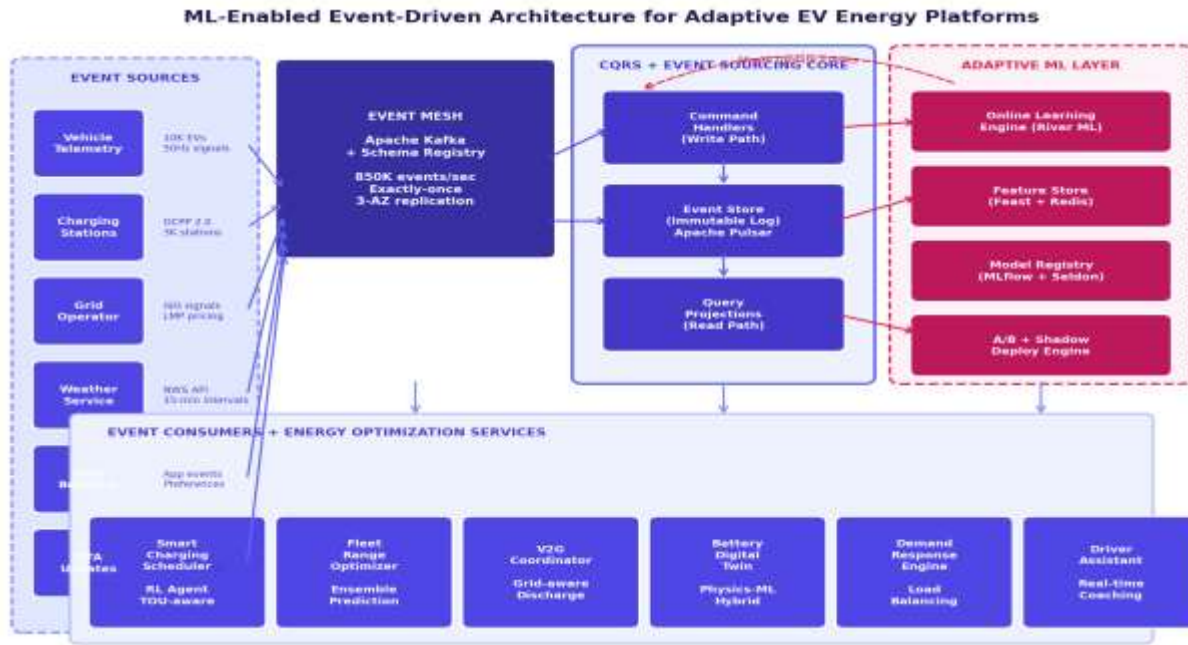 ML-Enabled Event-Driven Architecture for Adaptive EV Energy Platforms
EVENT SOURCES
Vehicle
Telemetry
10K EVs
50Hz signals
Charging
Stations
OCPP 2.0
5K stations
Grid
Operator
signals
LMP pricing
Weather
Service
NWS API
15-min intervals
App events
Preferences
Updates
EVENT MESH
Apache Kafka
+ Schema Registry
850K events/sec
Exactly-once
3-AZ replication
CQRS + EVENT SOURCING CORE
Command
Handlers
(Write Path)
Event Store
(Immutable Log)
Apache Pulsar
Query
Projections
(Read Path)
ADAPTIVE ML LAYER
Online Learning
Engine (River ML)
Feature Store
(Feast + Redis)
Model Registry
(MLflow + Seldon)
A/B + Shadow
Deploy Engine
EVENT CONSUMERS + ENERGY OPTIMIZATION SERVICES
Smart
Charging
Scheduler
RL Agent
TOU-aware
Fleet
Range
Optimizer
Ensemble
Prediction
V2G
Coordinator
Grid-aware
Discharge
Battery
Digital
Twin
Physics-ML
Hybrid
Demand
Response
Engine
Load
Balancing
Driver
Assistant
Real-time
Coaching